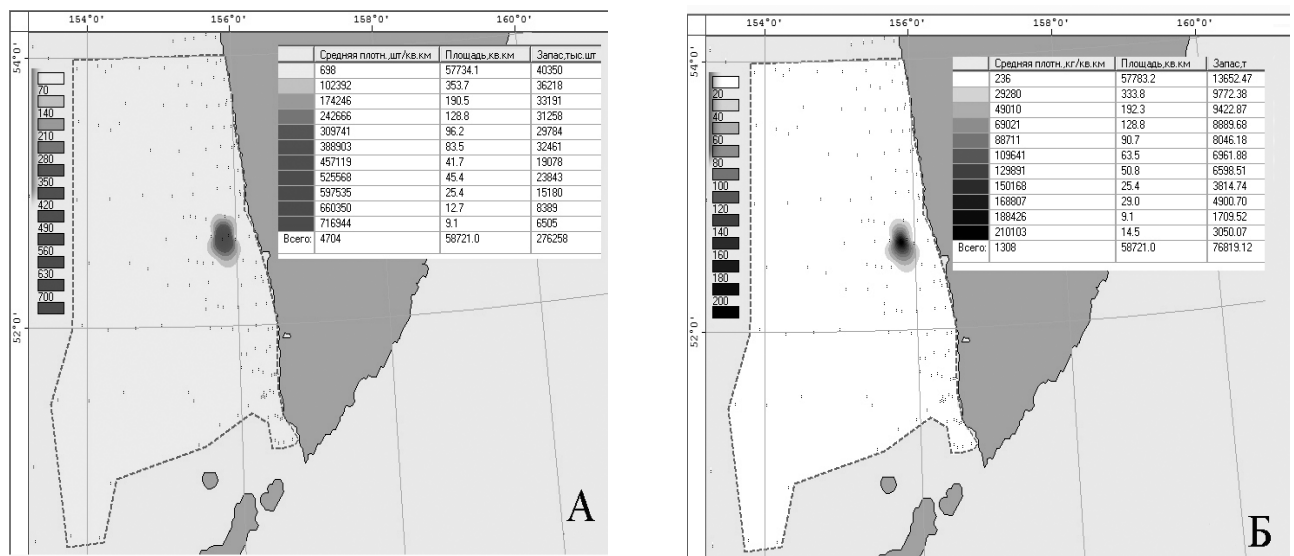 154°0' 156°0' 158°0' 160°0'
54°0'
52°0'
Средняя плотн.,шт/кв.км Площадь,кв.км Запас,тыс.шт
698 57734.1 40350
102392 353.7 36218
174246 190.5 33191
242666 128.8 31258
309741 96.2 29784
388903 83.5 32461
457119 41.7 19078
525568 45.4 23843
597535 25.4 15180
660350 12.7 8389
716944 9.1 6505
Всего: 4704 58721.0 276258
70
140
210
280
350
420
490
560
630
700
А
154°0' 156°0' 158°0' 160°0'
54°0'
52°0'
Средняя плотн.,кг/кв.км Площадь,кв.км Запас,т
236 57783.2 13652.47
29280 333.8 9772.38
49010 192.3 9422.87
69021 128.8 8889.68
88711 90.7 8046.18
109641 63.5 6961.88
129891 50.8 6598.51
150168 25.4 3814.74
168807 29.0 4900.70
188426 9.1 1709.52
210103 14.5 3050.07
Всего: 1308 58721.0 76819.12
20
40
60
80
100
120
140
160
180
200
Б